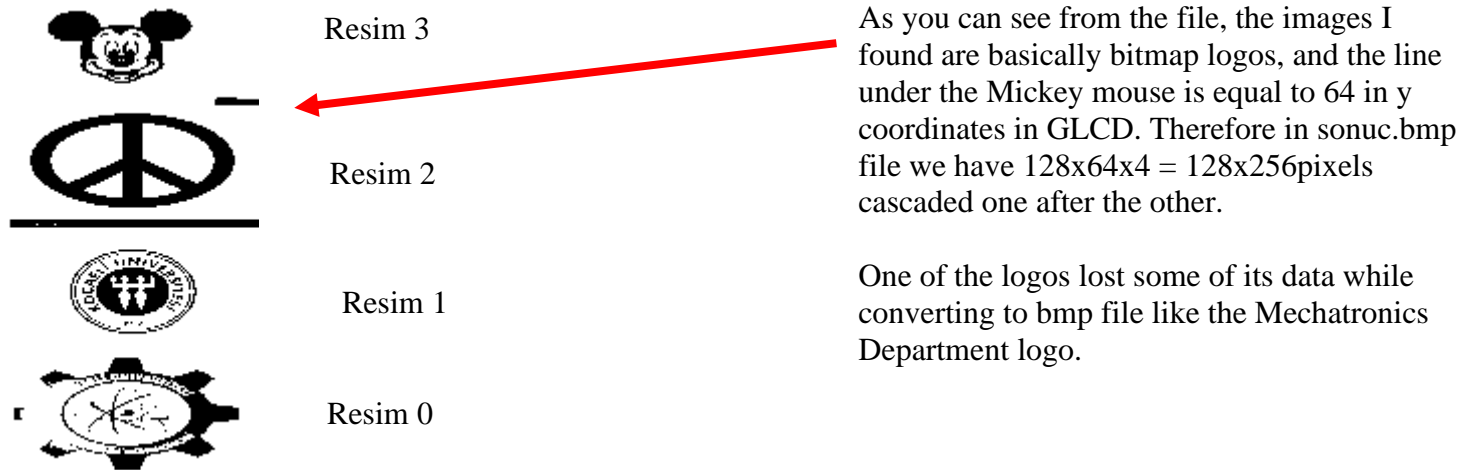 Resim 3
Resim 2
Resim 1
Resim 0
As you can see from the file, the images I
found are basically bitmap logos, and the line
under the Mickey mouse is equal to 64 in y
coordinates in GLCD. Therefore in sonuc.bmp
file we have 128x64x4 = 128x256pixels
cascaded one after the other.
One of the logos lost some of its data while
converting to bmp file like the Mechatronics
Department logo.
KOCAELI UNIVERSITESI